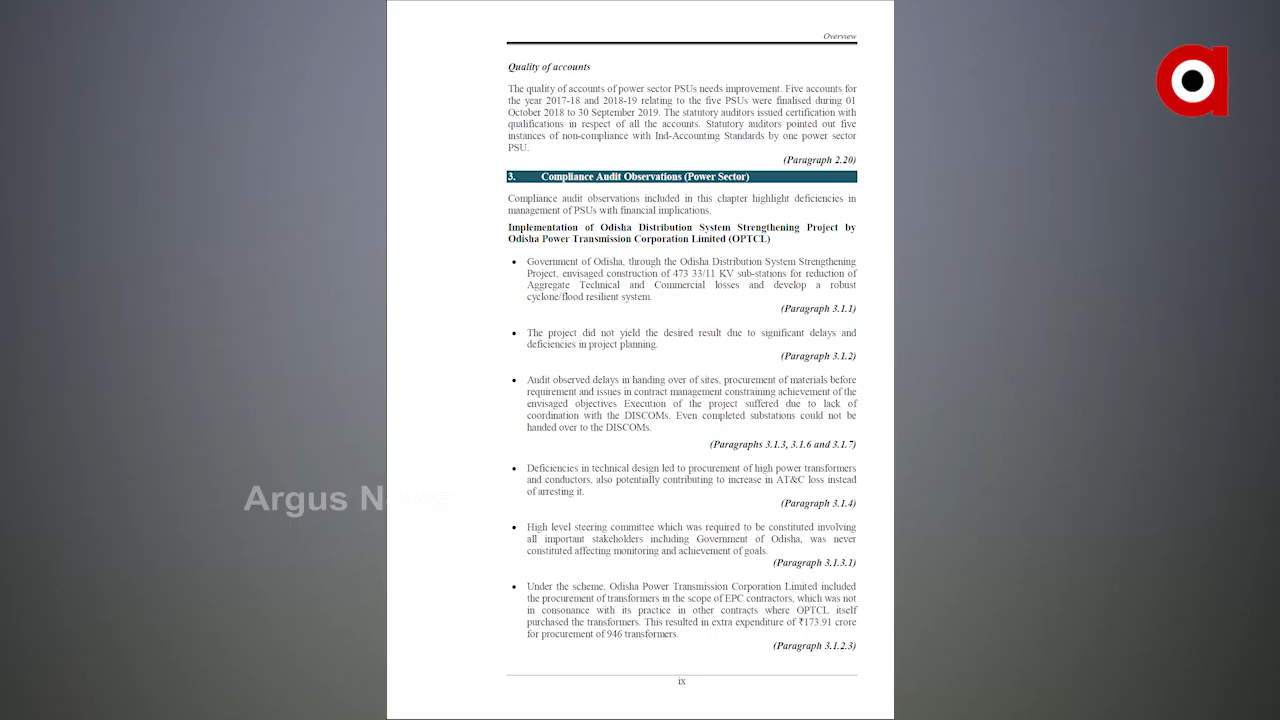 Overview
Quality of accounts
The quality of accounts of power sector PSUs needs improvement. Five accounts for
the year 2017-18 and 2018-19 relating to the five PSUs were finalised during 01
October 2018 to 30 September 2019. The statutory auditors issued certification with
qualifications in respect of all the accounts. Statutory auditors pointed out five
instances of non-compliance with Ind-Accounting Standards by one power sector
PSU.
(Paragraph 2.20)
3. Compliance Audit Observations (Power Sector)
Compliance audit observations included in this chapter highlight deficiencies in
management of PSUs with financial implications.
Implementation of Odisha Distribution System Strengthening Project by
Odisha Power Transmission Corporation Limited (OPTCL)
• Government of Odisha, through the Odisha Distribution System Strengthening
Project, envisaged construction of 473 33/11 KV sub-stations for reduction of
Aggregate Technical and Commercial losses and develop a robust
cyclone/flood resilient system.
(Paragraph 3.1.1)
• The project did not yield the desired result due to significant delays and
deficiencies in project planning.
(Paragraph 3.1.2)
• Audit observed delays in handing over of sites, procurement of materials before
requirement and issues in contract management constraining achievement of the
envisaged objectives Execution of the project suffered due to lack of
coordination with the DISCOMs. Even completed substations could not be
handed over to the DISCOMs.
(Paragraphs 3.1.3, 3.1.6 and 3.1.7)
• Deficiencies in technical design led to procurement of high power transformers
and conductors, also potentially contributing to increase in AT&C loss instead
of arresting it.
(Paragraph 3.1.4)
Argus News
• High level steering committee which was required to be constituted involving
all important stakeholders including Government of Odisha, was never
constituted affecting monitoring and achievement of goals.
(Paragraph 3.1.3.1)
• Under the scheme, Odisha Power Transmission Corporation Limited included
the procurement of transformers in the scope of EPC contractors, which was not
in consonance with its practice in other contracts where OPTCL itself
purchased the transformers. This resulted in extra expenditure of ₹173.91 crore
for procurement of 946 transformers.
(Paragraph 3.1.2.3)
ix